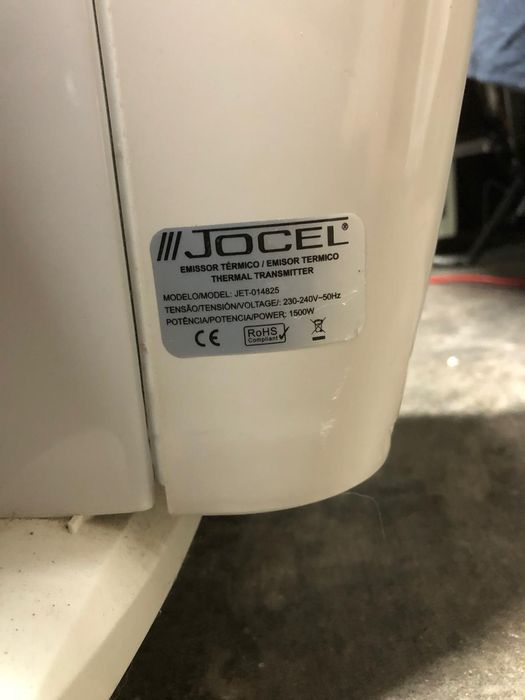 JOCEL®
EMISSOR TÉRMICO / EMISOR TERMICO
THERMAL TRANSMITTER
MODELO/MODEL: JET-014825
TENSÃO/TENSIÓN/VOLTAGE/: 230-240V~50Hz
POTÊNCIA/POTENCIA/POWER: 1500W
CE RoHS
Compliant